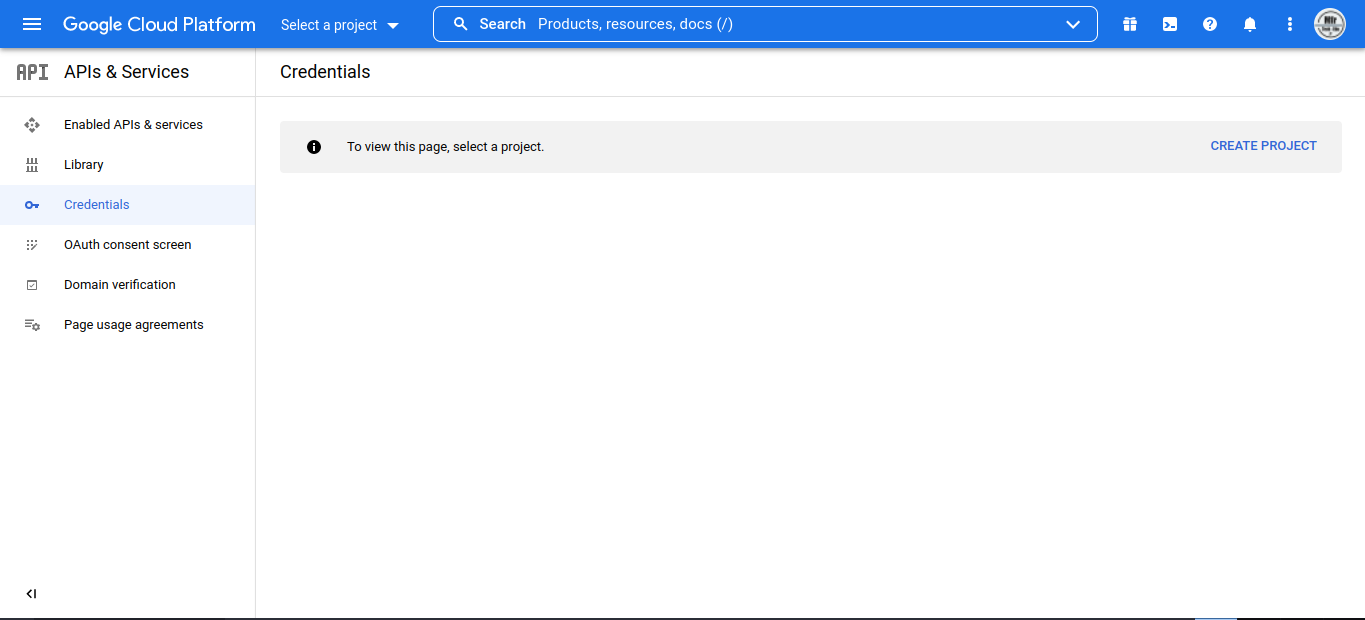 Google Cloud Platform
Select a project
Search Products, resources, docs (/)
API APIs & Services
Credentials
Enabled APIs & services
Library
Credentials
OAuth consent screen
Domain verification
Page usage agreements
To view this page, select a project.
CREATE PROJECT